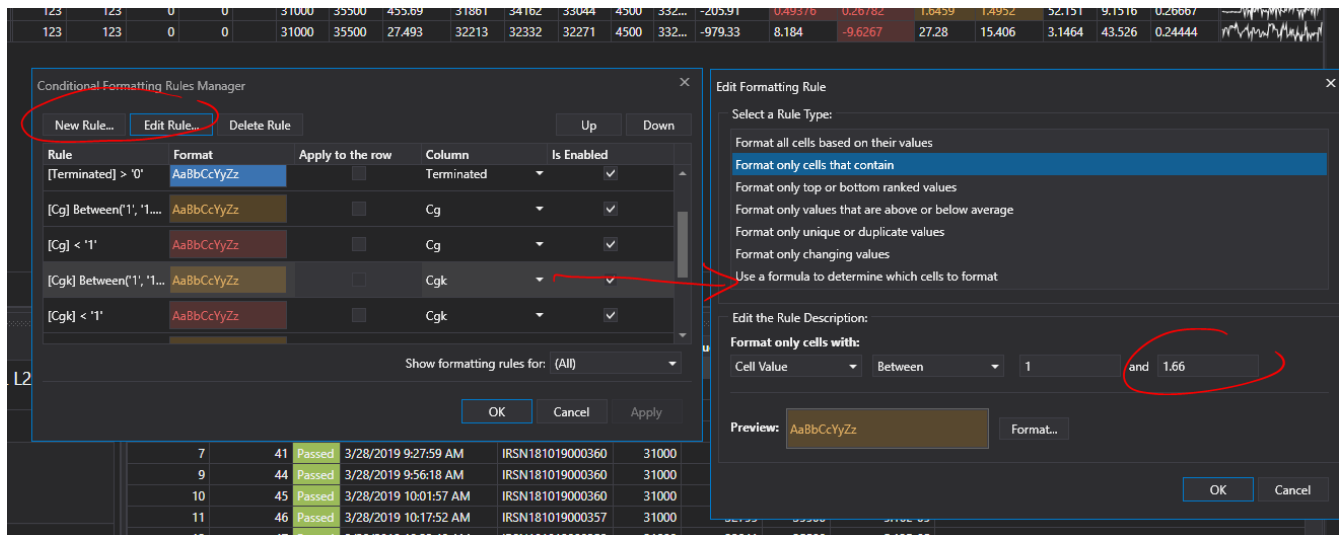 123 123 0 0 31000 35500 455.69 31861 34162 33044 4500 332... -205.91 0.49376 0.26782 1.6459 1.4952 52.151 9.1516 0.26667
123 123 0 0 31000 35500 27.493 32213 32332 32271 4500 332... -979.33 8.184 -9.6267 27.28 15.406 3.1464 43.526 0.24444
Conditional Formatting Rules Manager
New Rule... Edit Rule... Delete Rule Up Down
Rule Format Apply to the row Column Is Enabled
[Terminated] > '0' AaBbCcYyZz Terminated
[Cg] Between('1', '1.... AaBbCcYyZz Cg
[Cg] < '1' AaBbCcYyZz Cg
[Cgk] Between('1', '1... AaBbCcYyZz Cgk
[Cgk] < '1' AaBbCcYyZz Cgk
Show formatting rules for: (All)
OK Cancel Apply
Edit Formatting Rule
Select a Rule Type:
Format all cells based on their values
Format only cells that contain
Format only top or bottom ranked values
Format only values that are above or below average
Format only unique or duplicate values
Format only changing values
Use a formula to determine which cells to format
Edit the Rule Description:
Format only cells with:
Cell Value Between 1 and 1.66
Preview: AaBbCcYyZz Format...
OK Cancel
L2
7 41 Passed 3/28/2019 9:27:59 AM IRSN181019000360 31000
9 44 Passed 3/28/2019 9:56:18 AM IRSN181019000360 31000
10 45 Passed 3/28/2019 10:01:57 AM IRSN181019000360 31000
11 46 Passed 3/28/2019 10:17:52 AM IRSN181019000357 31000